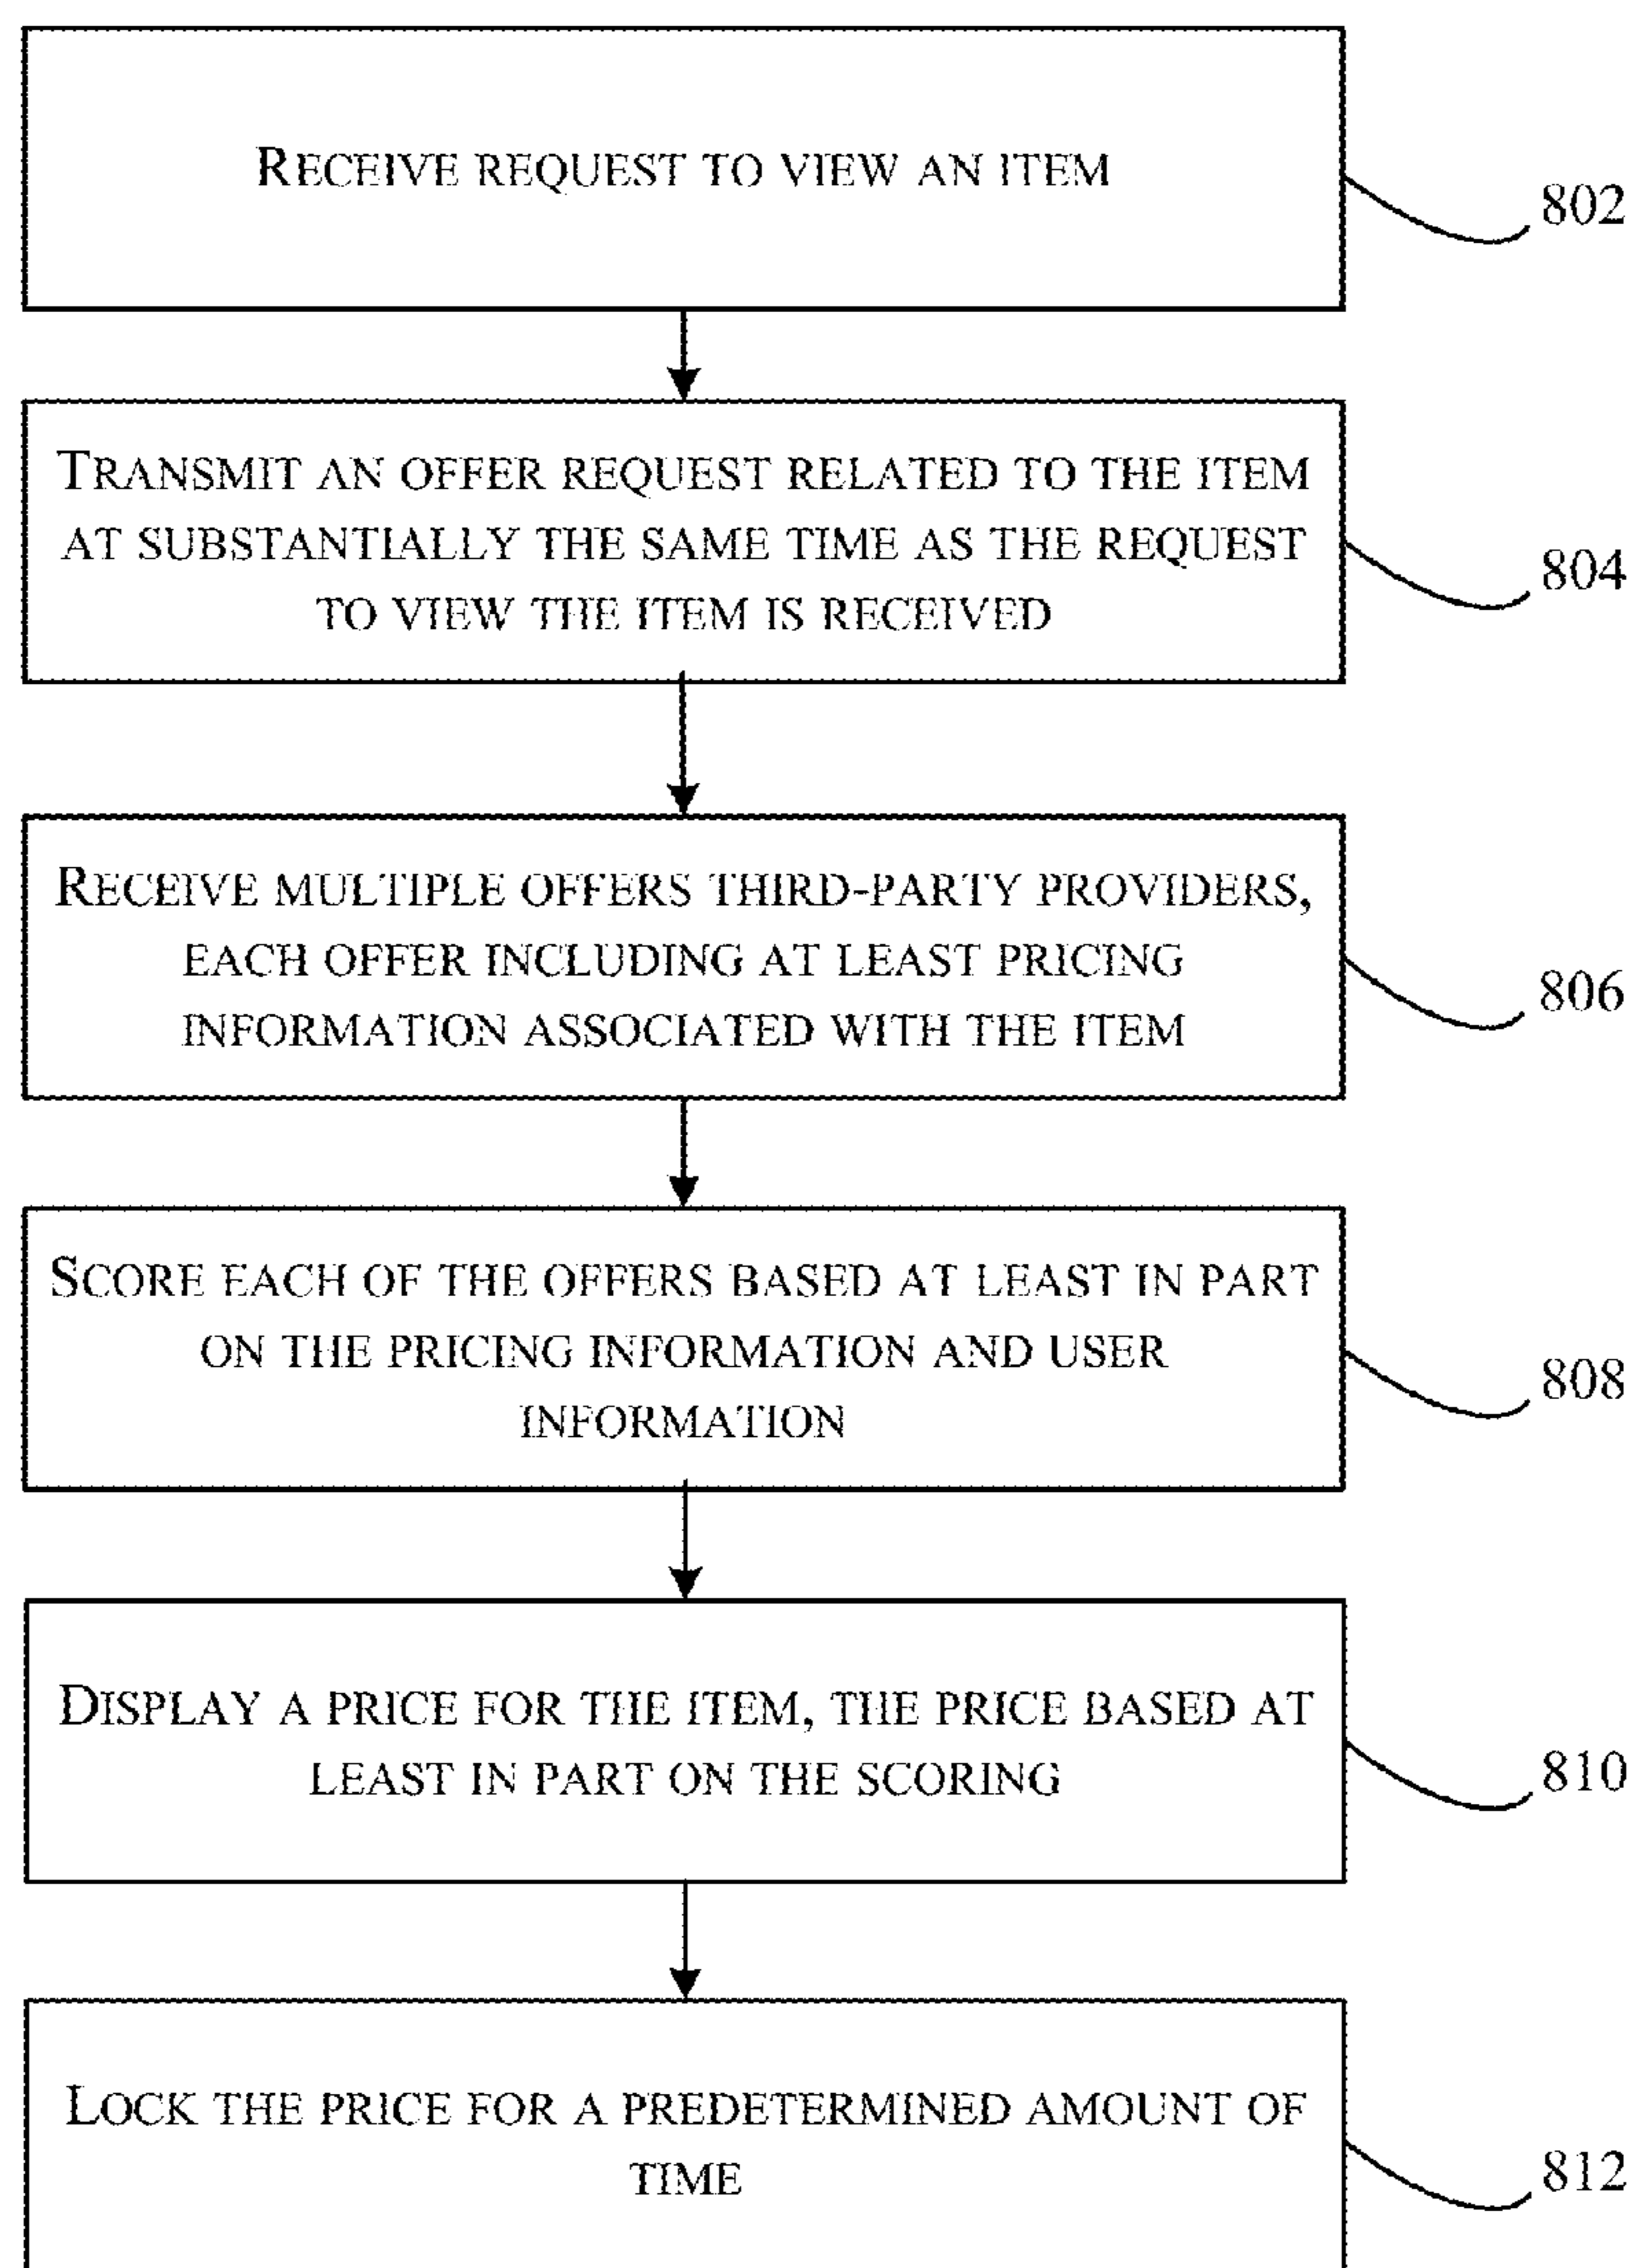 RECEIVE REQUEST TO VIEW AN ITEM
802
TRANSMIT AN OFFER REQUEST RELATED TO THE ITEM
AT SUBSTANTIALLY THE SAME TIME AS THE REQUEST
TO VIEW THE ITEM IS RECEIVED
804
RECEIVE MULTIPLE OFFERS THIRD-PARTY PROVIDERS,
EACH OFFER INCLUDING AT LEAST PRICING
INFORMATION ASSOCIATED WITH THE ITEM
806
SCORE EACH OF THE OFFERS BASED AT LEAST IN PART
ON THE PRICING INFORMATION AND USER
INFORMATION
808
DISPLAY A PRICE FOR THE ITEM, THE PRICE BASED AT
LEAST IN PART ON THE SCORING
810
LOCK THE PRICE FOR A PREDETERMINED AMOUNT OF
TIME
812